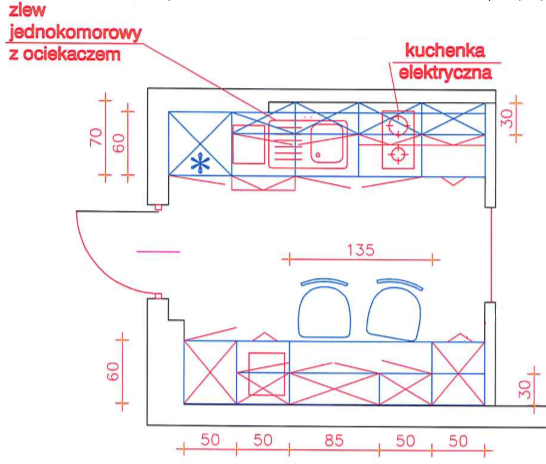 zlew
jednokomorowy
z ociekaczem
kuchenka
elektryczna
70
60
30
135
60
30
50
50
85
50
50